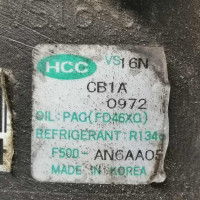 HCC VS16N
CB1A
0972
OIL: PAG(FD46XG)
REFRIGERANT: R134a
F500-AN6AA05
MADE IN KOREA